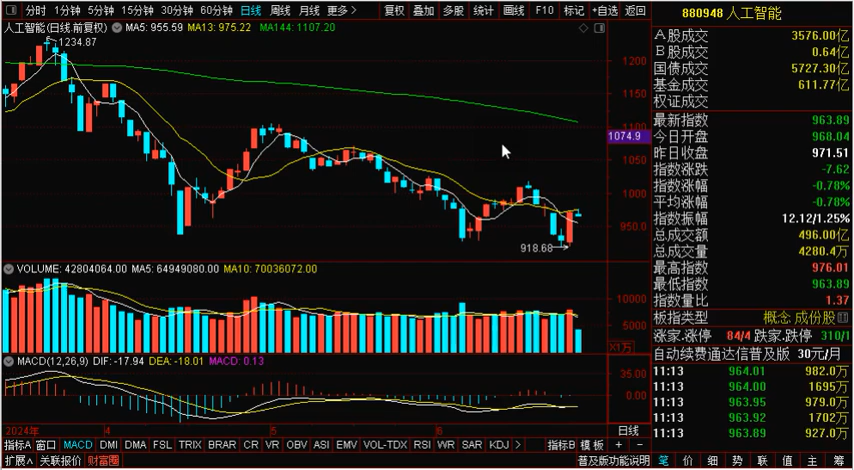 分时 1分钟 5分钟 15分钟 30分钟 60分钟 日线 周线 月线 更多> 复权 叠加 多股 统计 画线 F10 标记 +自选 返回
880948 人工智能
人工智能(日线.前复权) MA5: 955.59 MA13: 975.22 MA144: 1107.20
1234.87
918.68
1200
1150
1100
1074.9
1050
1000
950.0
VOLUME: 42804064.00 MA5: 64949080.00 MA10: 70036072.00
10000
5000
X1万
MACD(12,26,9) DIF: -17.94 DEA: -18.01 MACD: 0.13
35.00
0.00
2024年 4 5 6 日线
指标A 窗口 MACD DMI DMA FSL TRIX BRAR CR VR OBV ASI EMV VOL-TDX RSI WR SAR KDJ > 指标B 模板 + -
扩展∧ 关联报价 财富圈 普及版功能说明
A股成交 3576.00亿
B股成交 0.64亿
国债成交 5727.30亿
基金成交 611.77亿
权证成交
最新指数 963.89
今日开盘 968.04
昨日收盘 971.51
指数涨跌 -7.62
指数涨幅 -0.78%
平均涨幅 -0.78%
指数振幅 12.12/1.25%
总成交额 496.00亿
总成交量 4280.4万
最高指数 976.01
最低指数 963.89
指数量比 1.37
板指类型 概念 成份股
涨家.涨停 84/4 跌家.跌停 310/1
自动续费通达信普及版 30元/月
11:13 964.01 982.0万
11:13 964.00 1695万
11:13 963.95 979.0万
11:13 963.92 1702万
11:13 963.89 927.0万
笔 价 细 势 联 值 主 筹